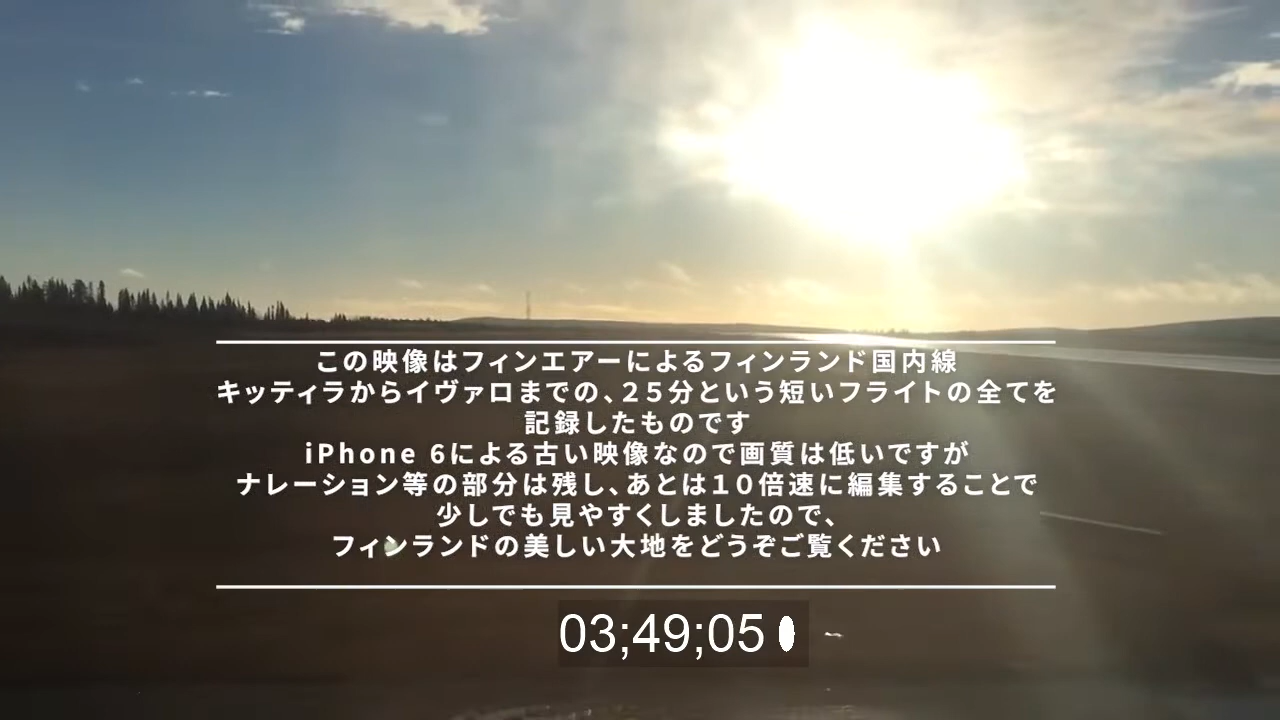 この映像はフィンエアーによるフィンランド国内線
キッティラからイヴァロまでの、２５分という短いフライトの全てを
記録したものです
iPhone 6による古い映像なので画質は低いですが
ナレーション等の部分は残し、あとは１０倍速に編集することで
少しでも見やすくしましたので、
フィンランドの美しい大地をどうぞご覧ください
03;49;05